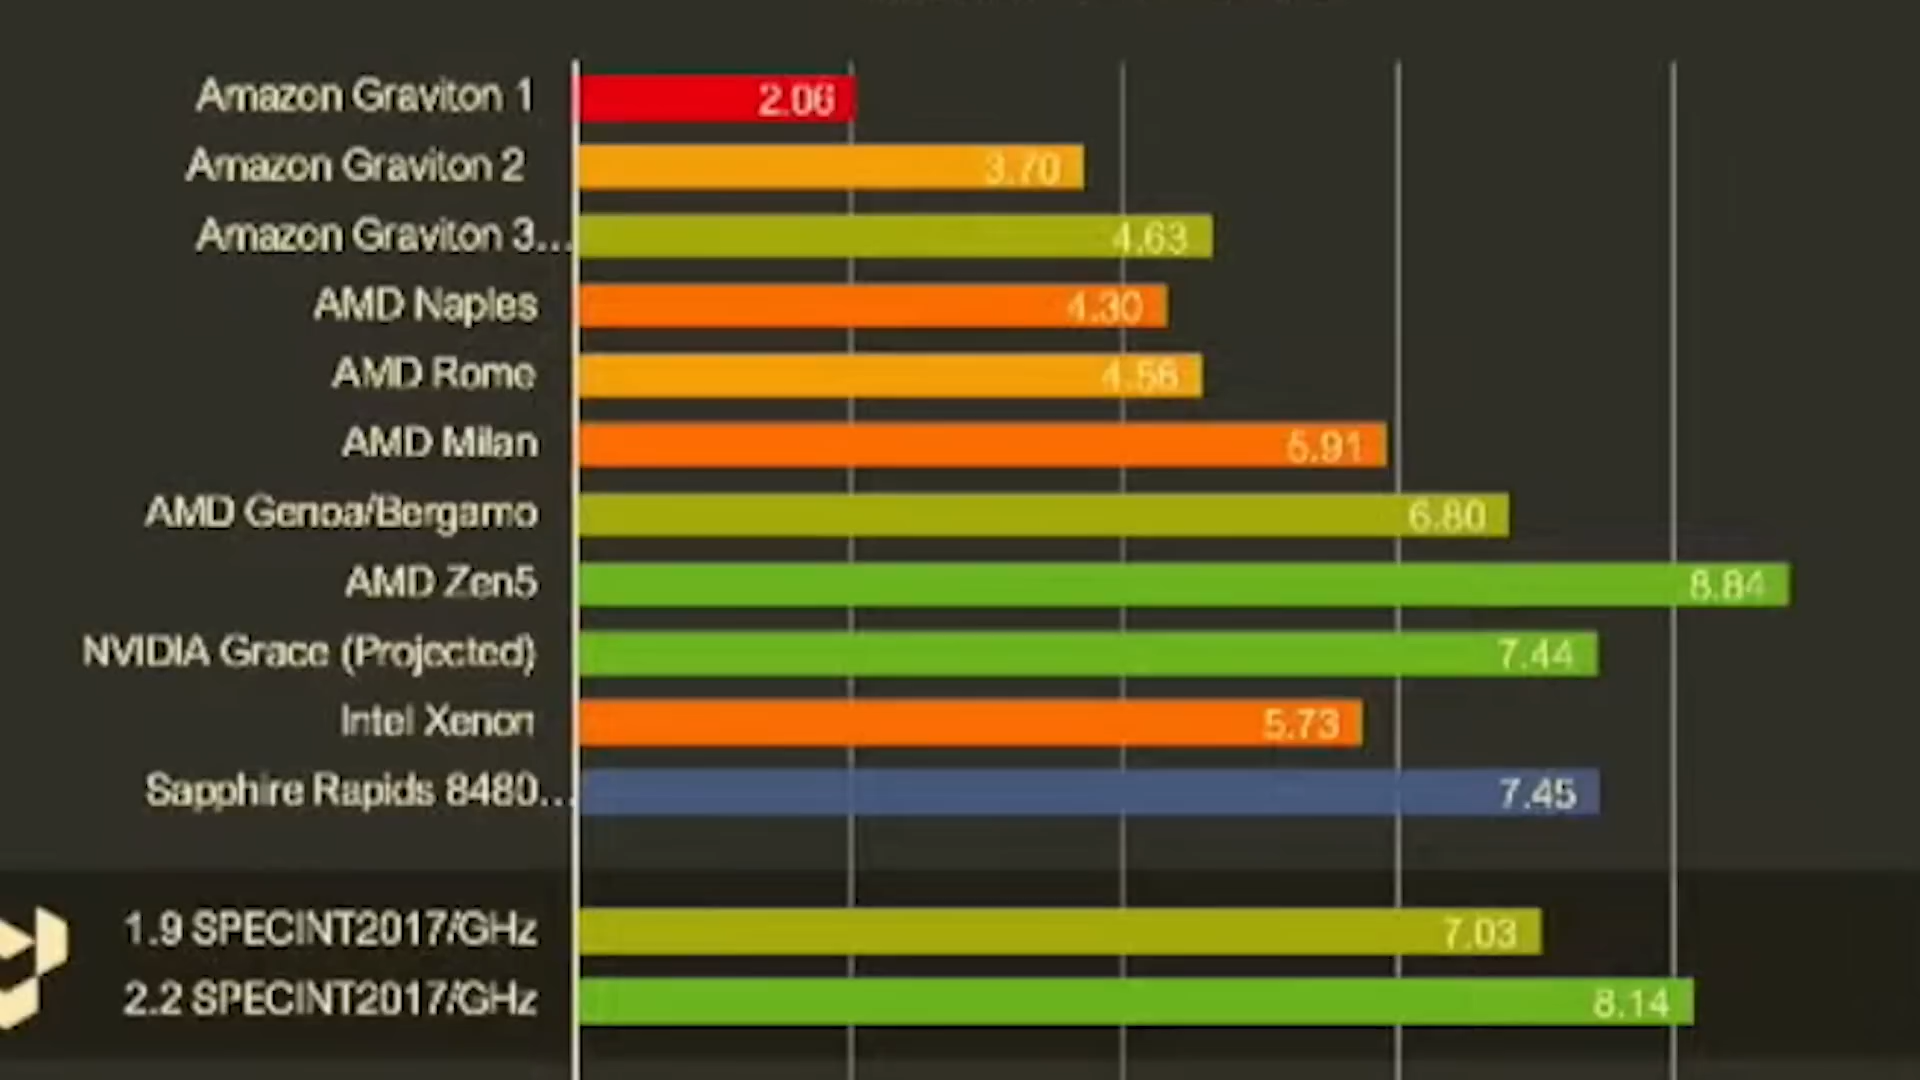 Amazon Graviton 1 2.06
Amazon Graviton 2 3.70
Amazon Graviton 3... 4.63
AMD Naples 4.30
AMD Rome 4.56
AMD Milan 5.91
AMD Genoa/Bergamo 6.80
AMD Zen5 8.84
NVIDIA Grace (Projected) 7.44
Intel Xenon 5.73
Sapphire Rapids 8480... 7.45
1.9 SPECINT2017/GHz 7.03
2.2 SPECINT2017/GHz 8.14